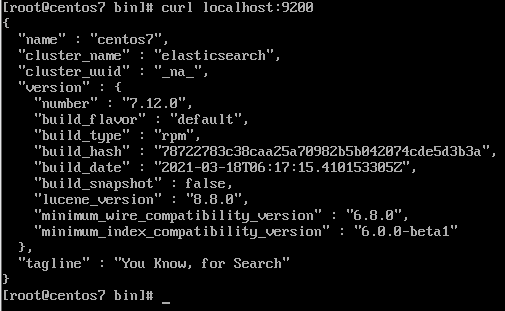 [root@centos7 bin]# curl localhost:9200
{
  "name" : "centos7",
  "cluster_name" : "elasticsearch",
  "cluster_uuid" : "_na_",
  "version" : {
    "number" : "7.12.0",
    "build_flavor" : "default",
    "build_type" : "rpm",
    "build_hash" : "78722783c38caa25a70982b5b042074cde5d3b3a",
    "build_date" : "2021-03-18T06:17:15.410153305Z",
    "build_snapshot" : false,
    "lucene_version" : "8.8.0",
    "minimum_wire_compatibility_version" : "6.8.0",
    "minimum_index_compatibility_version" : "6.0.0-beta1"
  },
  "tagline" : "You Know, for Search"
}
[root@centos7 bin]# _